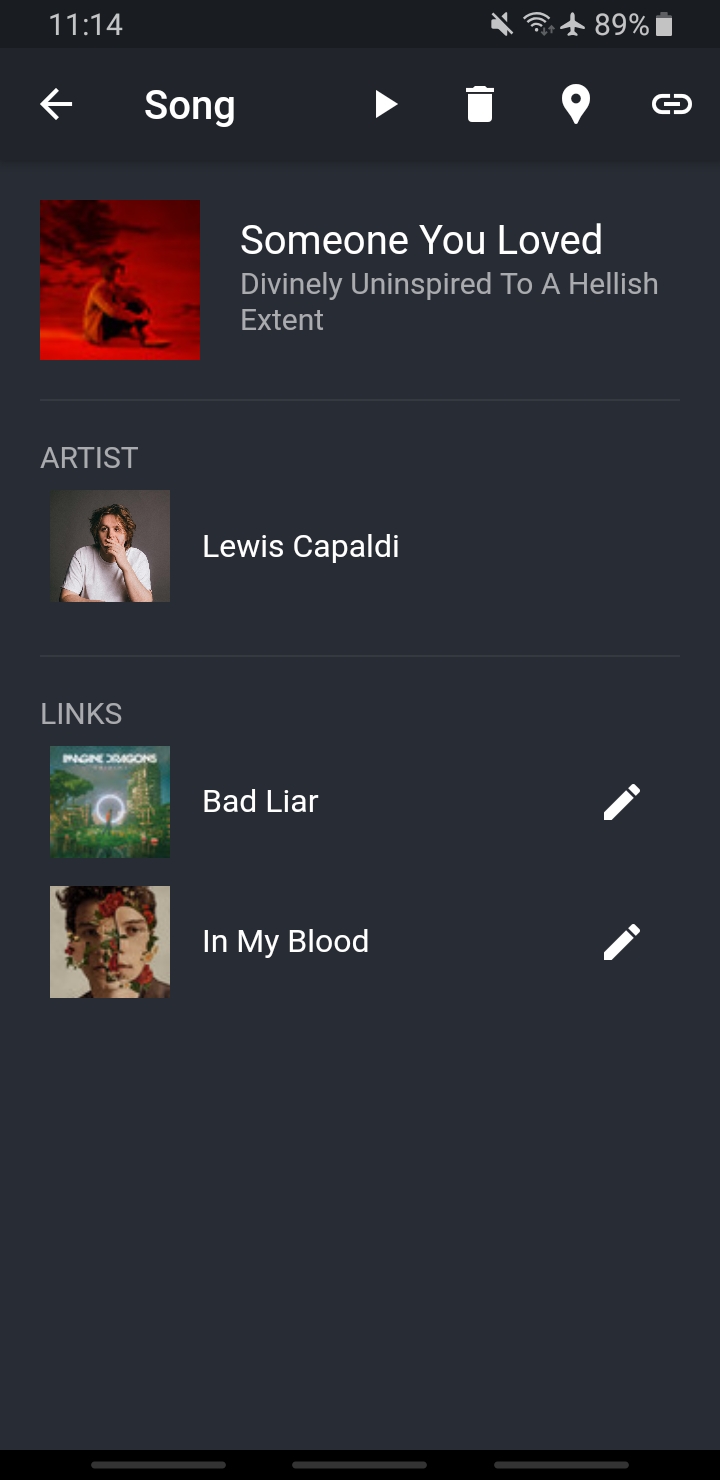 11:14
89%
Song
Someone You Loved
Divinely Uninspired To A Hellish
Extent
ARTIST
Lewis Capaldi
LINKS
IMAGINE DRAGONS
Bad Liar
In My Blood